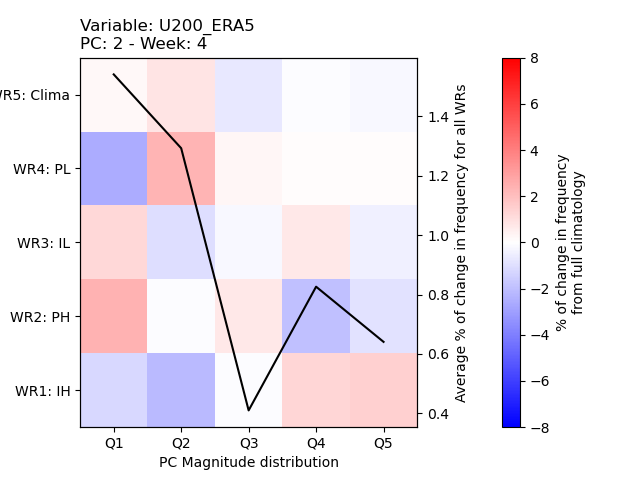 Variable: U200_ERA5
PC: 2 - Week: 4
WR5: Clima
WR4: PL
WR3: IL
WR2: PH
WR1: IH
Q1 Q2 Q3 Q4 Q5
PC Magnitude distribution
1.4
1.2
1.0
0.8
0.6
0.4
Average % of change in frequency for all WRs
8
6
4
2
0
−2
−4
−6
−8
% of change in frequency
from full climatology